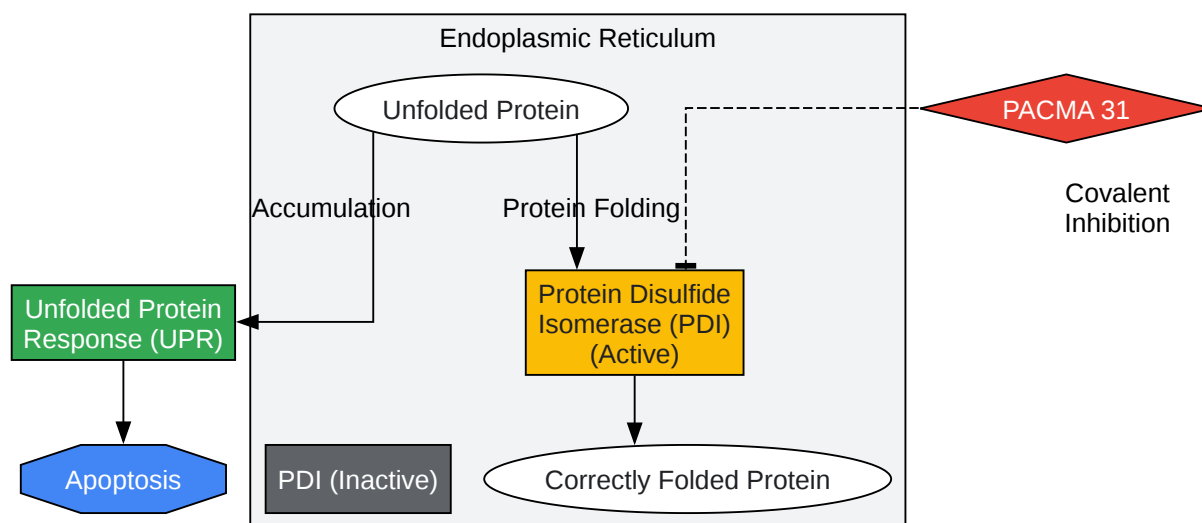 Endoplasmic Reticulum
Unfolded Protein
PACMA 31
Accumulation
Protein Folding
Covalent
Inhibition
Unfolded Protein
Response (UPR)
Protein Disulfide
Isomerase (PDI)
(Active)
Apoptosis
PDI (Inactive)
Correctly Folded Protein